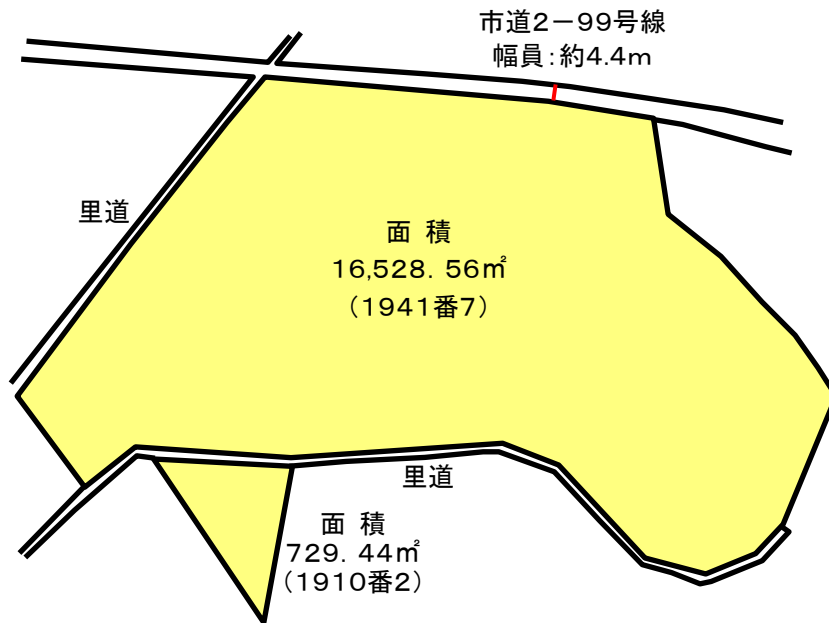 市道2－99号線
幅員：約4.4m
里道
面 積
16,528．56㎡
（1941番7）
里道
面 積
729．44㎡
（1910番2）